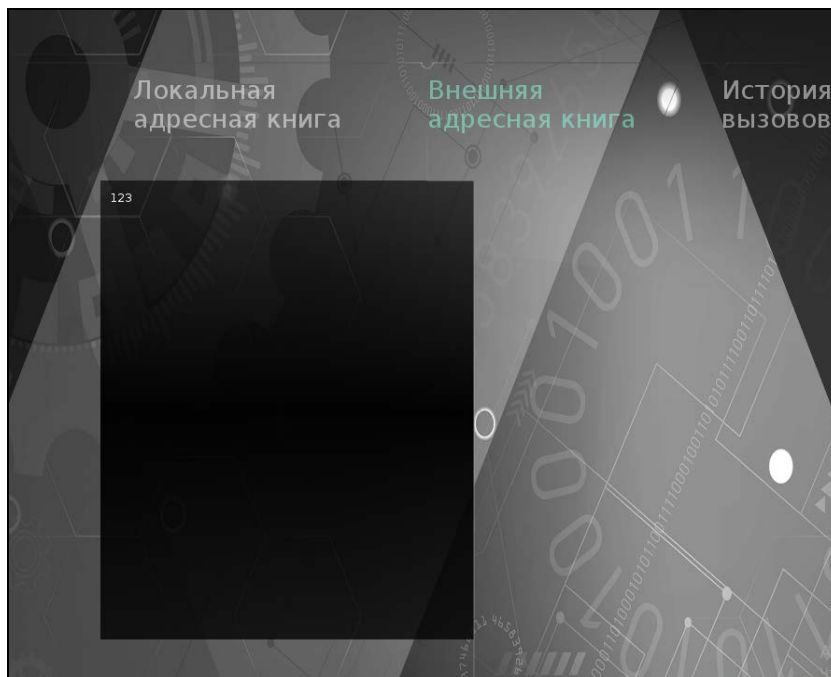 Локальная
адресная книга
Внешняя
адресная книга
История
вызовов
123